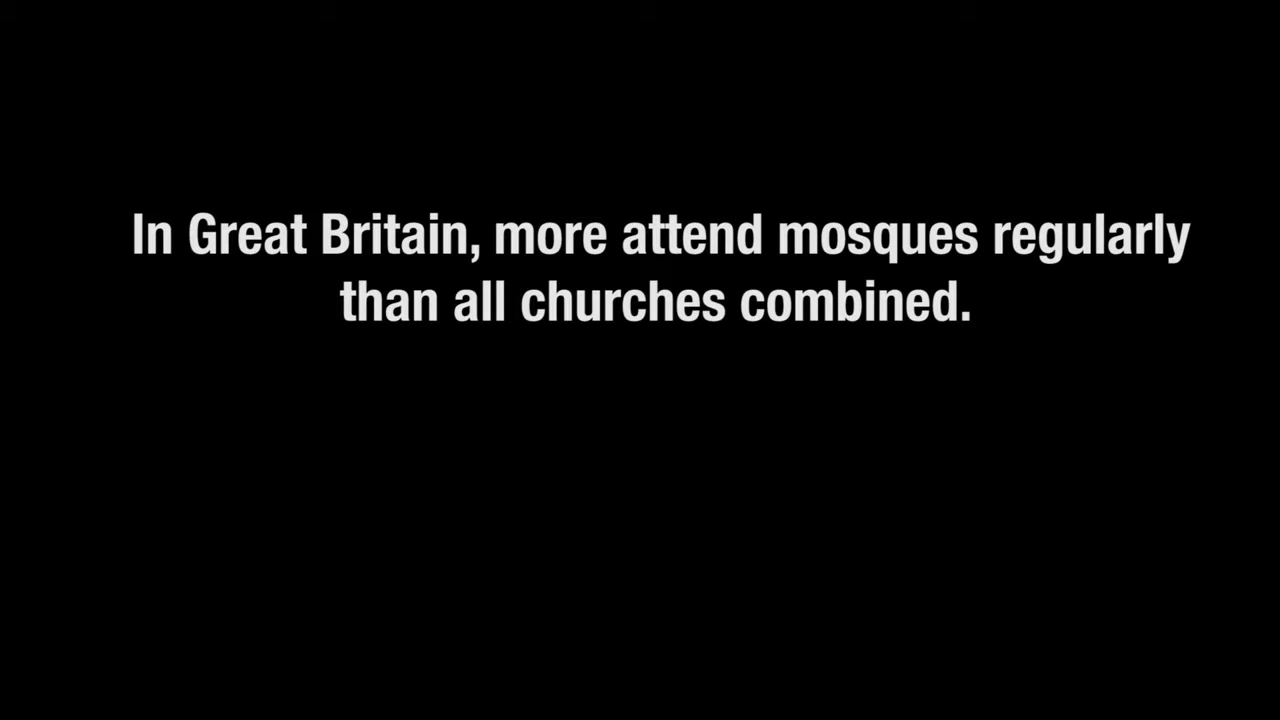 In Great Britain, more attend mosques regularly
than all churches combined.